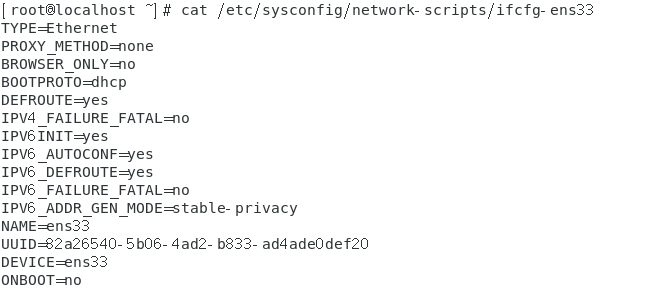 [root@localhost ~]# cat /etc/sysconfig/network-scripts/ifcfg-ens33
TYPE=Ethernet
PROXY_METHOD=none
BROWSER_ONLY=no
BOOTPROTO=dhcp
DEFROUTE=yes
IPV4_FAILURE_FATAL=no
IPV6INIT=yes
IPV6_AUTOCONF=yes
IPV6_DEFROUTE=yes
IPV6_FAILURE_FATAL=no
IPV6_ADDR_GEN_MODE=stable-privacy
NAME=ens33
UUID=82a26540-5b06-4ad2-b833-ad4ade0def20
DEVICE=ens33
ONBOOT=no